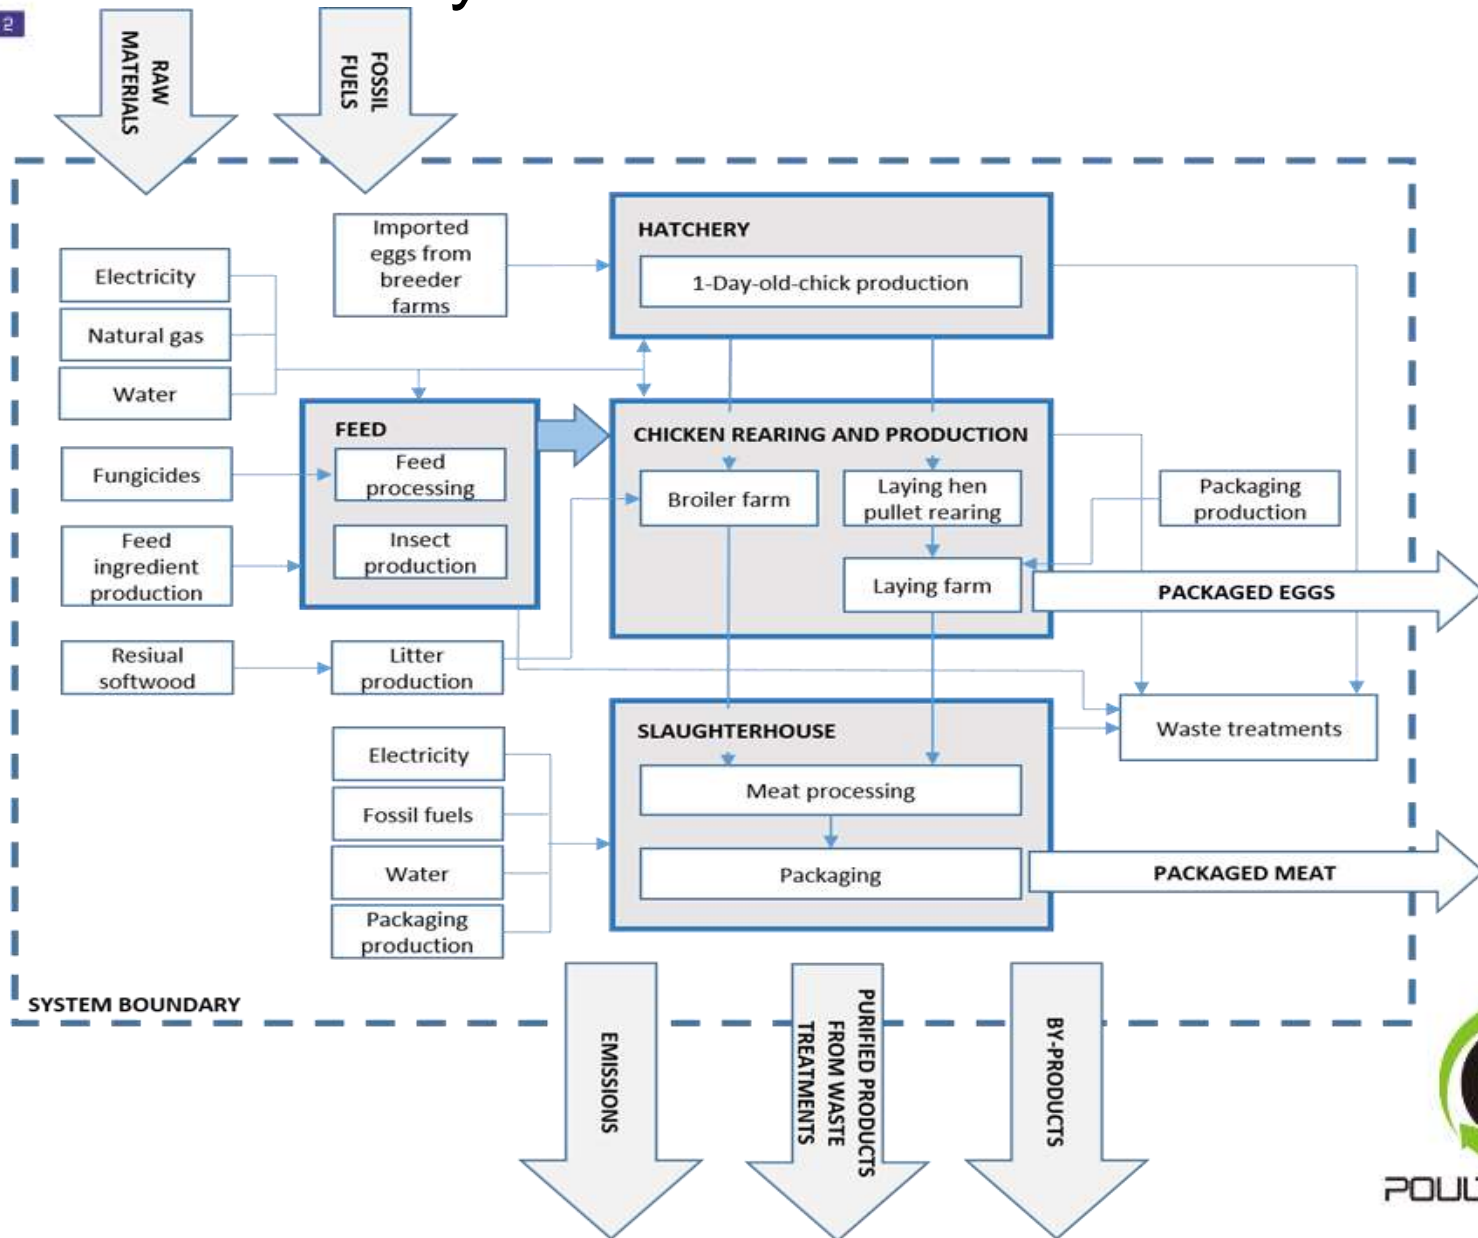 2
RAW
MATERIALS
FOSSIL
FUELS
Imported
eggs from
breeder
farms
HATCHERY
1-Day-old-chick production
Electricity
Natural gas
Water
FEED
Feed
processing
Insect
production
CHICKEN REARING AND PRODUCTION
Broiler farm
Laying hen
pullet rearing
Laying farm
Packaging
production
Fungicides
Feed
ingredient
production
PACKAGED EGGS
Resiual
softwood
Litter
production
SLAUGHTERHOUSE
Meat processing
Packaging
Waste treatments
Electricity
Fossil fuels
Water
Packaging
production
PACKAGED MEAT
SYSTEM BOUNDARY
EMISSIONS
PURIFIED PRODUCTS
FROM WASTE
TREATMENTS
BY-PRODUCTS